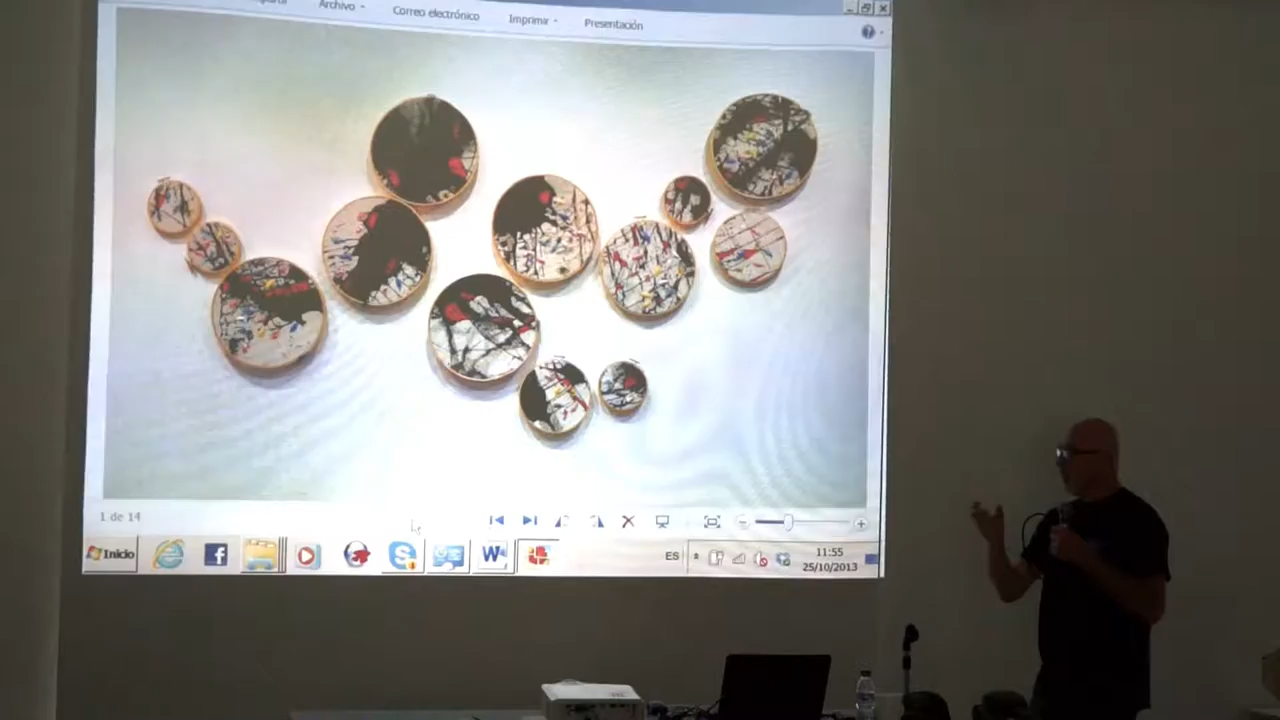 Archivo
Correo electrónico
Imprimir
Presentación
1 de 14
Inicio
ES
11:55
25/10/2013